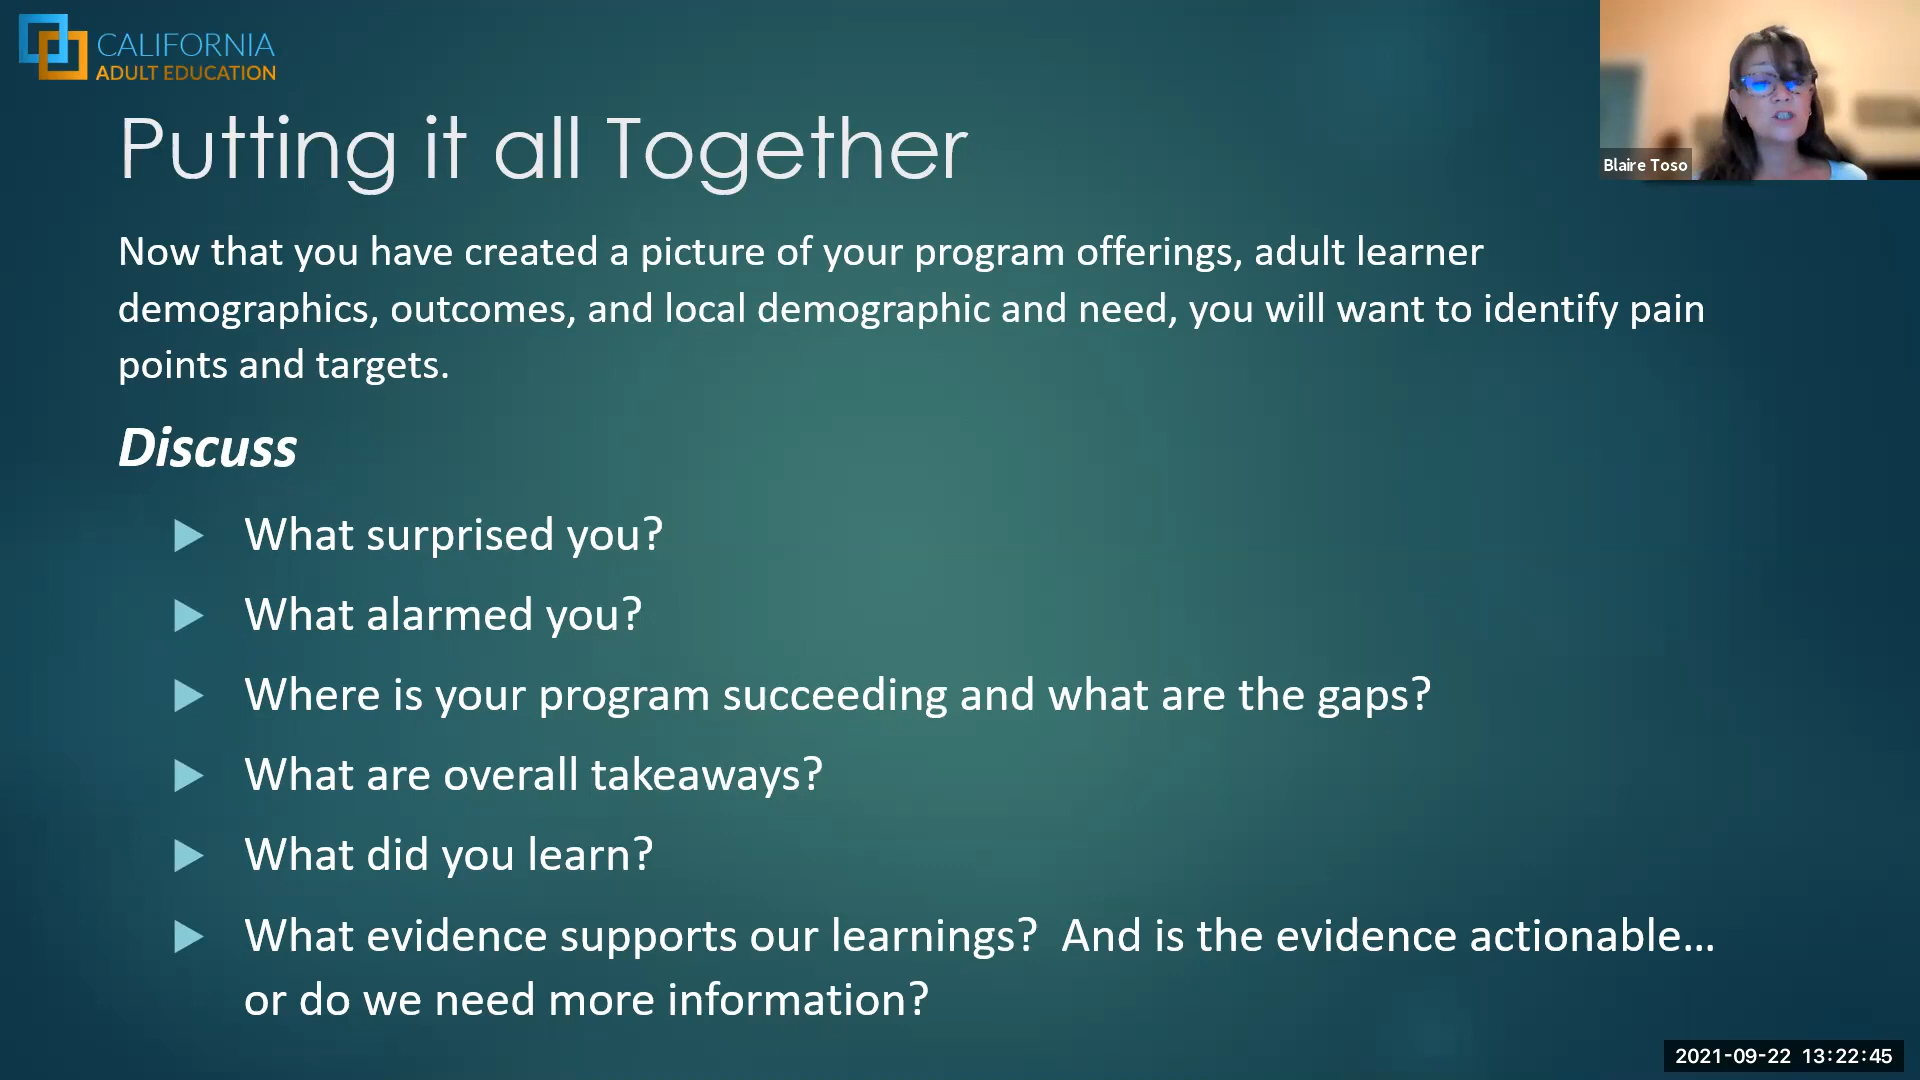 CALIFORNIA
ADULT EDUCATION
Putting it all Together
Blaire Toso
Now that you have created a picture of your program offerings, adult learner
demographics, outcomes, and local demographic and need, you will want to identify pain
points and targets.
Discuss
What surprised you?
What alarmed you?
Where is your program succeeding and what are the gaps?
What are overall takeaways?
What did you learn?
What evidence supports our learnings?  And is the evidence actionable…
or do we need more information?
2021-09-22 13:22:45